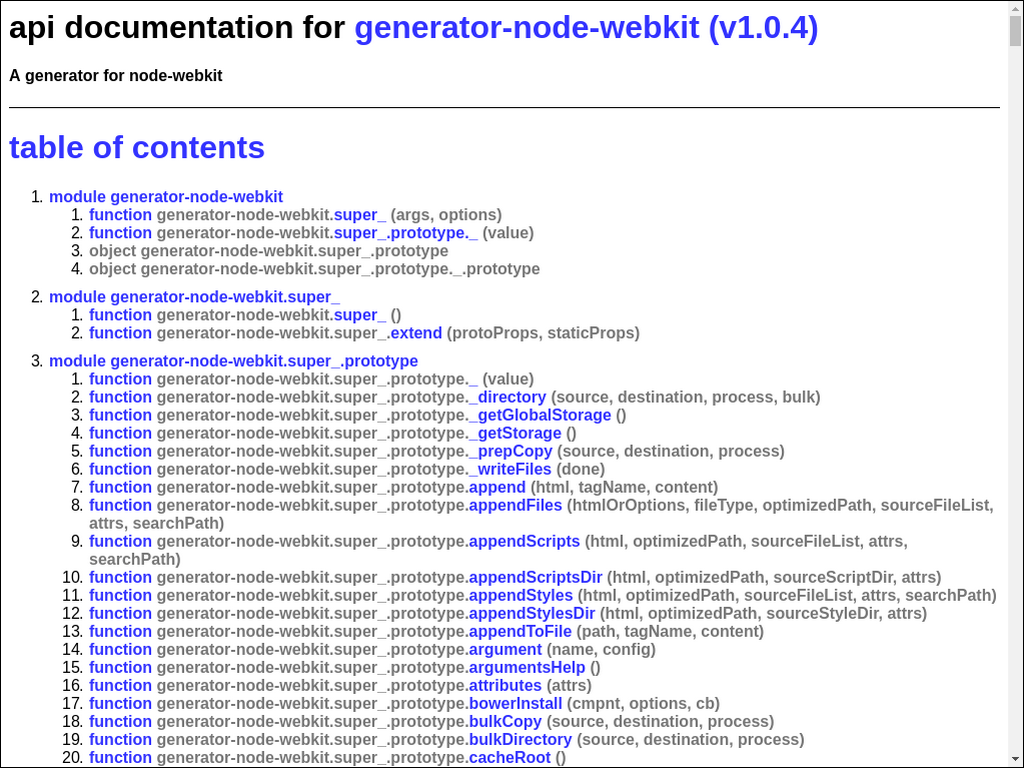 api documentation for generator-node-webkit (v1.0.4)
A generator for node-webkit
table of contents
1. module generator-node-webkit
1. function generator-node-webkit.super_ (args, options)
2. function generator-node-webkit.super_.prototype._ (value)
3. object generator-node-webkit.super_.prototype
4. object generator-node-webkit.super_.prototype._.prototype
2. module generator-node-webkit.super_
1. function generator-node-webkit.super_ ()
2. function generator-node-webkit.super_.extend (protoProps, staticProps)
3. module generator-node-webkit.super_.prototype
1. function generator-node-webkit.super_.prototype._ (value)
2. function generator-node-webkit.super_.prototype._directory (source, destination, process, bulk)
3. function generator-node-webkit.super_.prototype._getGlobalStorage ()
4. function generator-node-webkit.super_.prototype._getStorage ()
5. function generator-node-webkit.super_.prototype._prepCopy (source, destination, process)
6. function generator-node-webkit.super_.prototype._writeFiles (done)
7. function generator-node-webkit.super_.prototype.append (html, tagName, content)
8. function generator-node-webkit.super_.prototype.appendFiles (htmlOrOptions, fileType, optimizedPath, sourceFileList,
attrs, searchPath)
9. function generator-node-webkit.super_.prototype.appendScripts (html, optimizedPath, sourceFileList, attrs,
searchPath)
10. function generator-node-webkit.super_.prototype.appendScriptsDir (html, optimizedPath, sourceScriptDir, attrs)
11. function generator-node-webkit.super_.prototype.appendStyles (html, optimizedPath, sourceFileList, attrs, searchPath)
12. function generator-node-webkit.super_.prototype.appendStylesDir (html, optimizedPath, sourceStyleDir, attrs)
13. function generator-node-webkit.super_.prototype.appendToFile (path, tagName, content)
14. function generator-node-webkit.super_.prototype.argument (name, config)
15. function generator-node-webkit.super_.prototype.argumentsHelp ()
16. function generator-node-webkit.super_.prototype.attributes (attrs)
17. function generator-node-webkit.super_.prototype.bowerInstall (cmpnt, options, cb)
18. function generator-node-webkit.super_.prototype.bulkCopy (source, destination, process)
19. function generator-node-webkit.super_.prototype.bulkDirectory (source, destination, process)
20. function generator-node-webkit.super_.prototype.cacheRoot ()